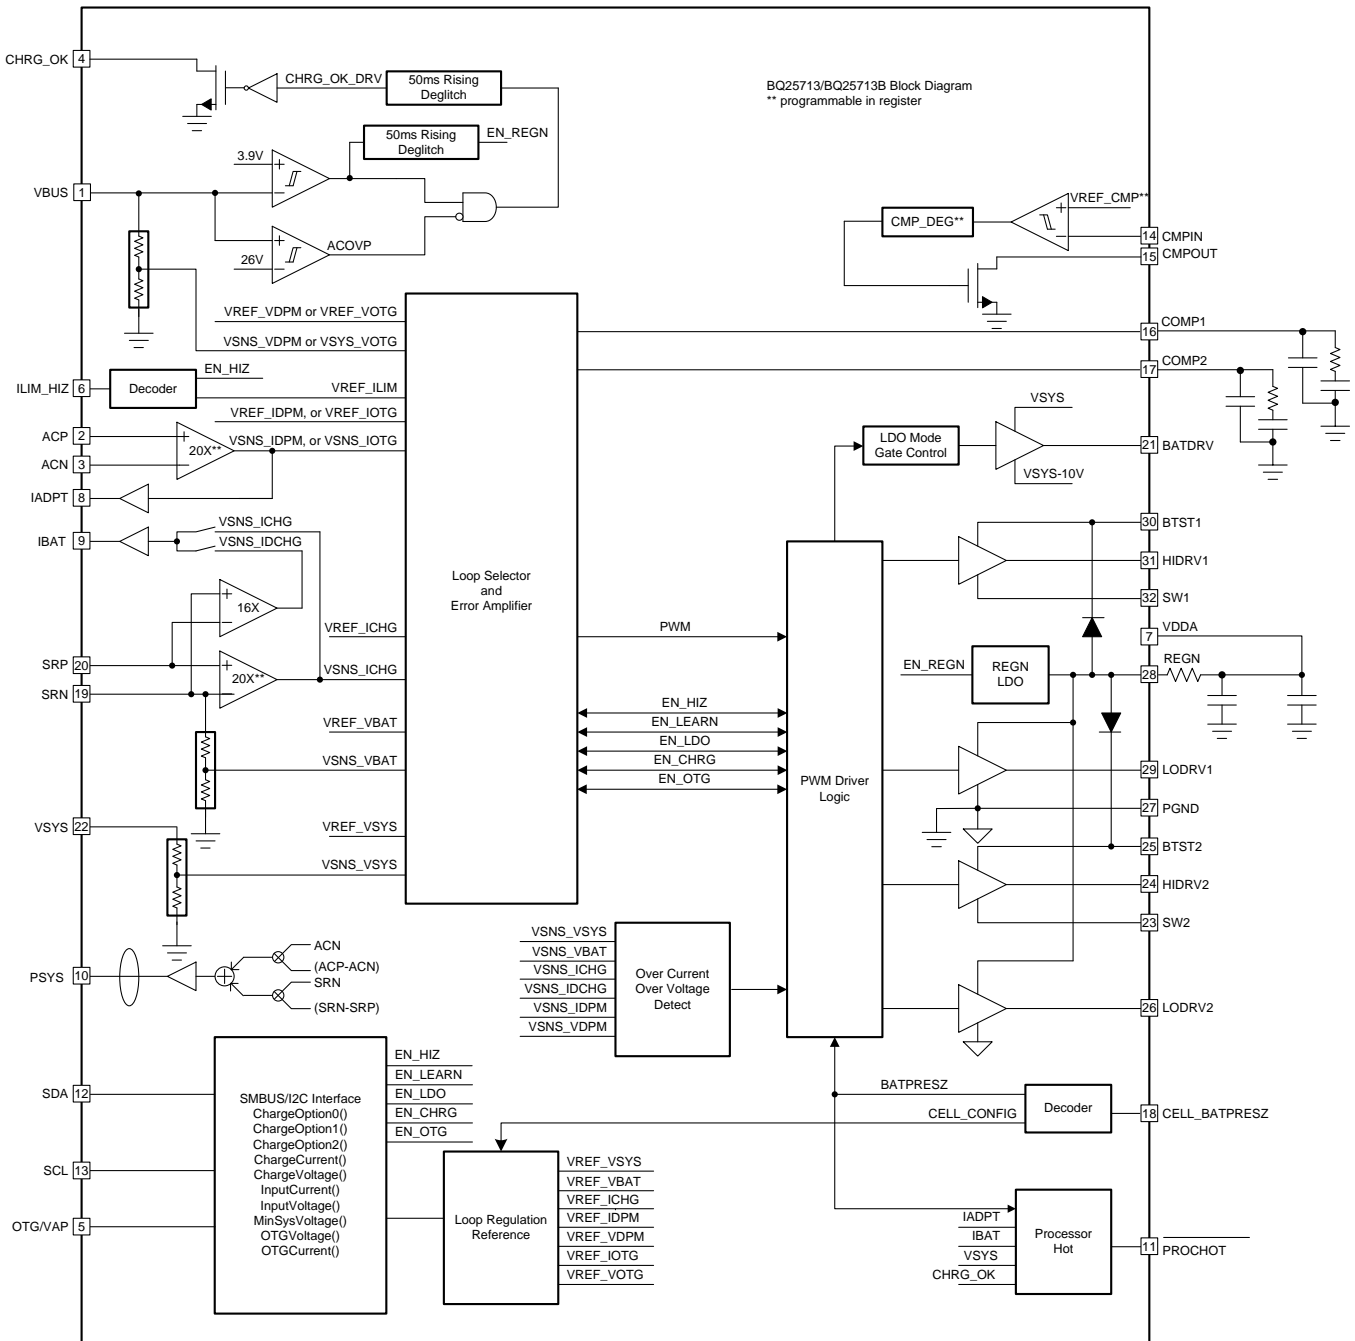 BQ25713/BQ25713B Block Diagram
** programmable in register
CHRG_OK
4
CHRG_OK_DRV
50ms Rising
Deglitch
50ms Rising
Deglitch
EN_REGN
3.9V
+
−
VBUS
1
+
−
26V
ACOVP
CMP_DEG**
VREF_CMP**
+
−
14
CMPIN
15
CMPOUT
VREF_VDPM or VREF_VOTG
VSNS_VDPM or VSYS_VOTG
ILIM_HIZ
6
Decoder
EN_HIZ
VREF_ILIM
VREF_IDPM, or VREF_IOTG
ACP
2
+
20X**
−
VSNS_IDPM, or VSNS_IOTG
ACN
3
IADPT
8
IBAT
9
VSNS_ICHG
VSNS_IDCHG
+
16X
−
VREF_ICHG
SRP
20
+
20X**
−
VSNS_ICHG
SRN
19
VREF_VBAT
VSNS_VBAT
VSYS
22
VREF_VSYS
VSNS_VSYS
Loop Selector
and
Error Amplifier
16
COMP1
17
COMP2
LDO Mode
Gate Control
VSYS
VSYS-10V
21
BATDRV
30
BTST1
31
HIDRV1
32
SW1
7
VDDA
PWM
EN_REGN
REGN
LDO
28
REGN
EN_HIZ
EN_LEARN
EN_LDO
EN_CHRG
EN_OTG
PWM Driver
Logic
29
LODRV1
27
PGND
25
BTST2
24
HIDRV2
23
SW2
26
LODRV2
PSYS
10
ACN
(ACP-ACN)
SRN
(SRN-SRP)
VSNS_VSYS
VSNS_VBAT
VSNS_ICHG
VSNS_IDCHG
VSNS_IDPM
VSNS_VDPM
Over Current
Over Voltage
Detect
SDA
12
SCL
13
OTG/VAP
5
SMBUS/I2C Interface
ChargeOption0()
ChargeOption1()
ChargeOption2()
ChargeCurrent()
ChargeVoltage()
InputCurrent()
InputVoltage()
MinSysVoltage()
OTGVoltage()
OTGCurrent()
EN_HIZ
EN_LEARN
EN_LDO
EN_CHRG
EN_OTG
Loop Regulation
Reference
VREF_VSYS
VREF_VBAT
VREF_ICHG
VREF_IDPM
VREF_VDPM
VREF_IOTG
VREF_VOTG
BATPRESZ
CELL_CONFIG
Decoder
18
CELL_BATPRESZ
IADPT
IBAT
VSYS
CHRG_OK
Processor
Hot
11
PROCHOT